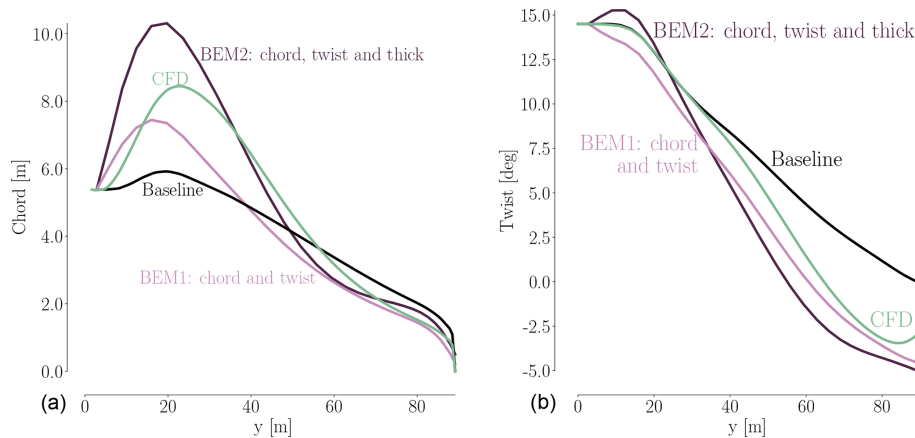 10.0
8.0
6.0
4.0
2.0
0.0
Chord [m]
BEM2: chord, twist and thick
CFD
Baseline
BEM1: chord and twist
0
20
40
60
80
y [m]
(a)
15.0
12.5
10.0
7.5
5.0
2.5
0.0
-2.5
-5.0
Twist [deg]
BEM2: chord, twist and thick
BEM1: chord
and twist
Baseline
CFD
0
20
40
60
80
y [m]
(b)